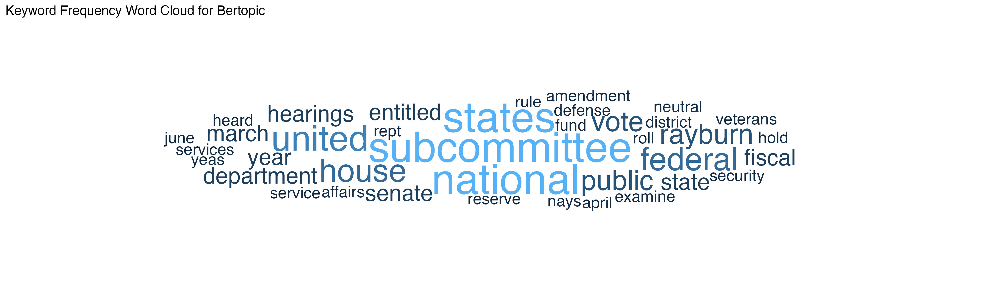 Keyword Frequency Word Cloud for Bertopic
amendment
rule
neutral
defense
hearings
entitled
states
veterans
heard
fund
vote
district
march
united
rept
rayburn
june
roll
hold
subcommittee
services
yeas
year
federal
fiscal
house
department
national
public
state
security
service
affairs
senate
reserve
nays
april
examine